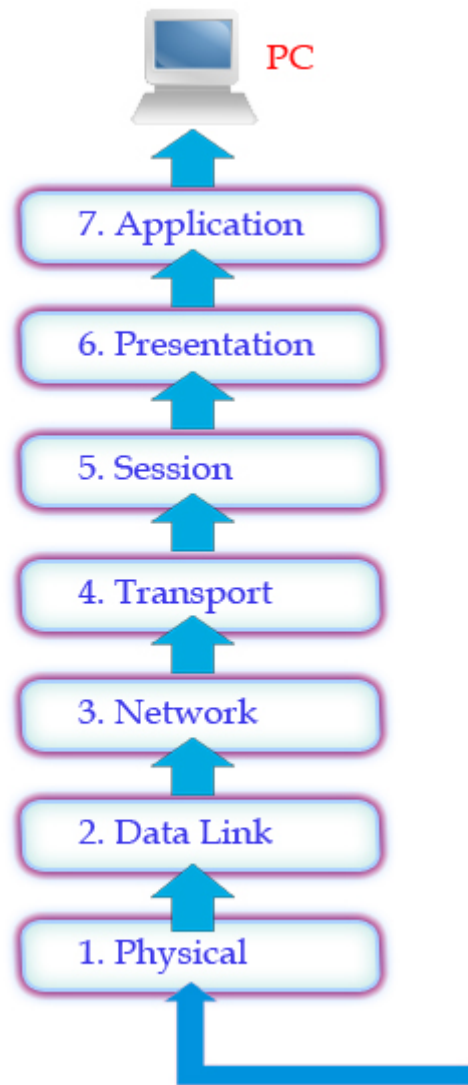 PC
7. Application
6. Presentation
5. Session
4. Transport
3. Network
2. Data Link
1. Physical